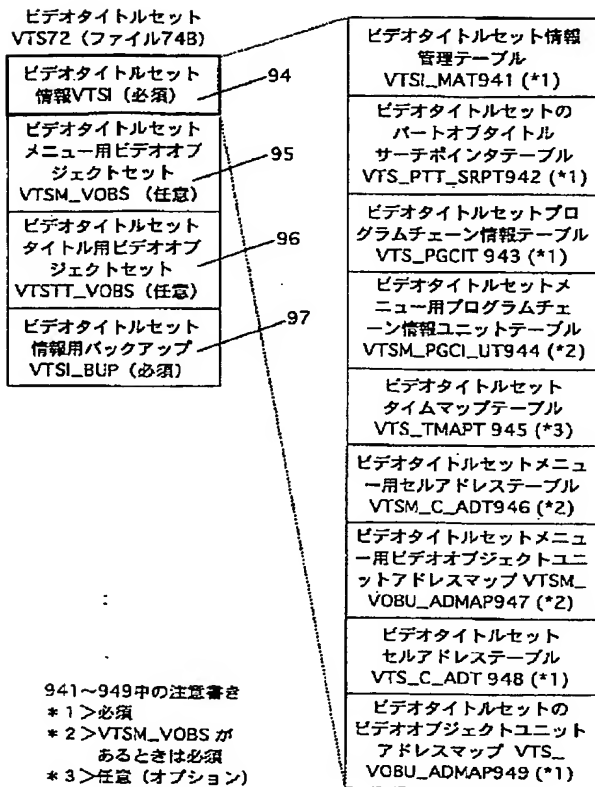 ビデオタイトルセット
VTS72（ファイル74B）
ビデオタイトルセット
情報VTSI（必須）
94
ビデオタイトルセット
メニュー用ビデオオブ
ジェクトセット
VTSM_VOBS（任意）
95
ビデオタイトルセット
タイトル用ビデオオブ
ジェクトセット
VTSTT_VOBS（任意）
96
ビデオタイトルセット
情報用バックアップ
VTSI_BUP（必須）
97
ビデオタイトルセット情報
管理テーブル
VTSI_MAT941 (*1)
ビデオタイトルセットの
パートオブタイトル
サーチポインタテーブル
VTS_PTT_SRPT942 (*1)
ビデオタイトルセットプロ
グラムチェーン情報テーブル
VTS_PGCIT 943 (*1)
ビデオタイトルセットメ
ニュー用プログラムチェ
ーン情報ユニットテーブル
VTSM_PGCI_UT944 (*2)
ビデオタイトルセット
タイムマップテーブル
VTS_TMAPT 945 (*3)
ビデオタイトルセットメニュ
ー用セルアドレステーブル
VTSM_C_ADT946 (*2)
ビデオタイトルセットメニュ
ー用ビデオオブジェクトユニ
ットアドレスマップ VTSM_
VOBU_ADMAP947 (*2)
ビデオタイトルセット
セルアドレステーブル
VTS_C_ADT 948 (*1)
ビデオタイトルセットの
ビデオオブジェクトユニット
アドレスマップ VTS_
VOBU_ADMAP949 (*1)
941～949中の注意書き
＊1＞必須
＊2＞VTSM_VOBS が
あるときは必須
＊3＞任意（オプション）